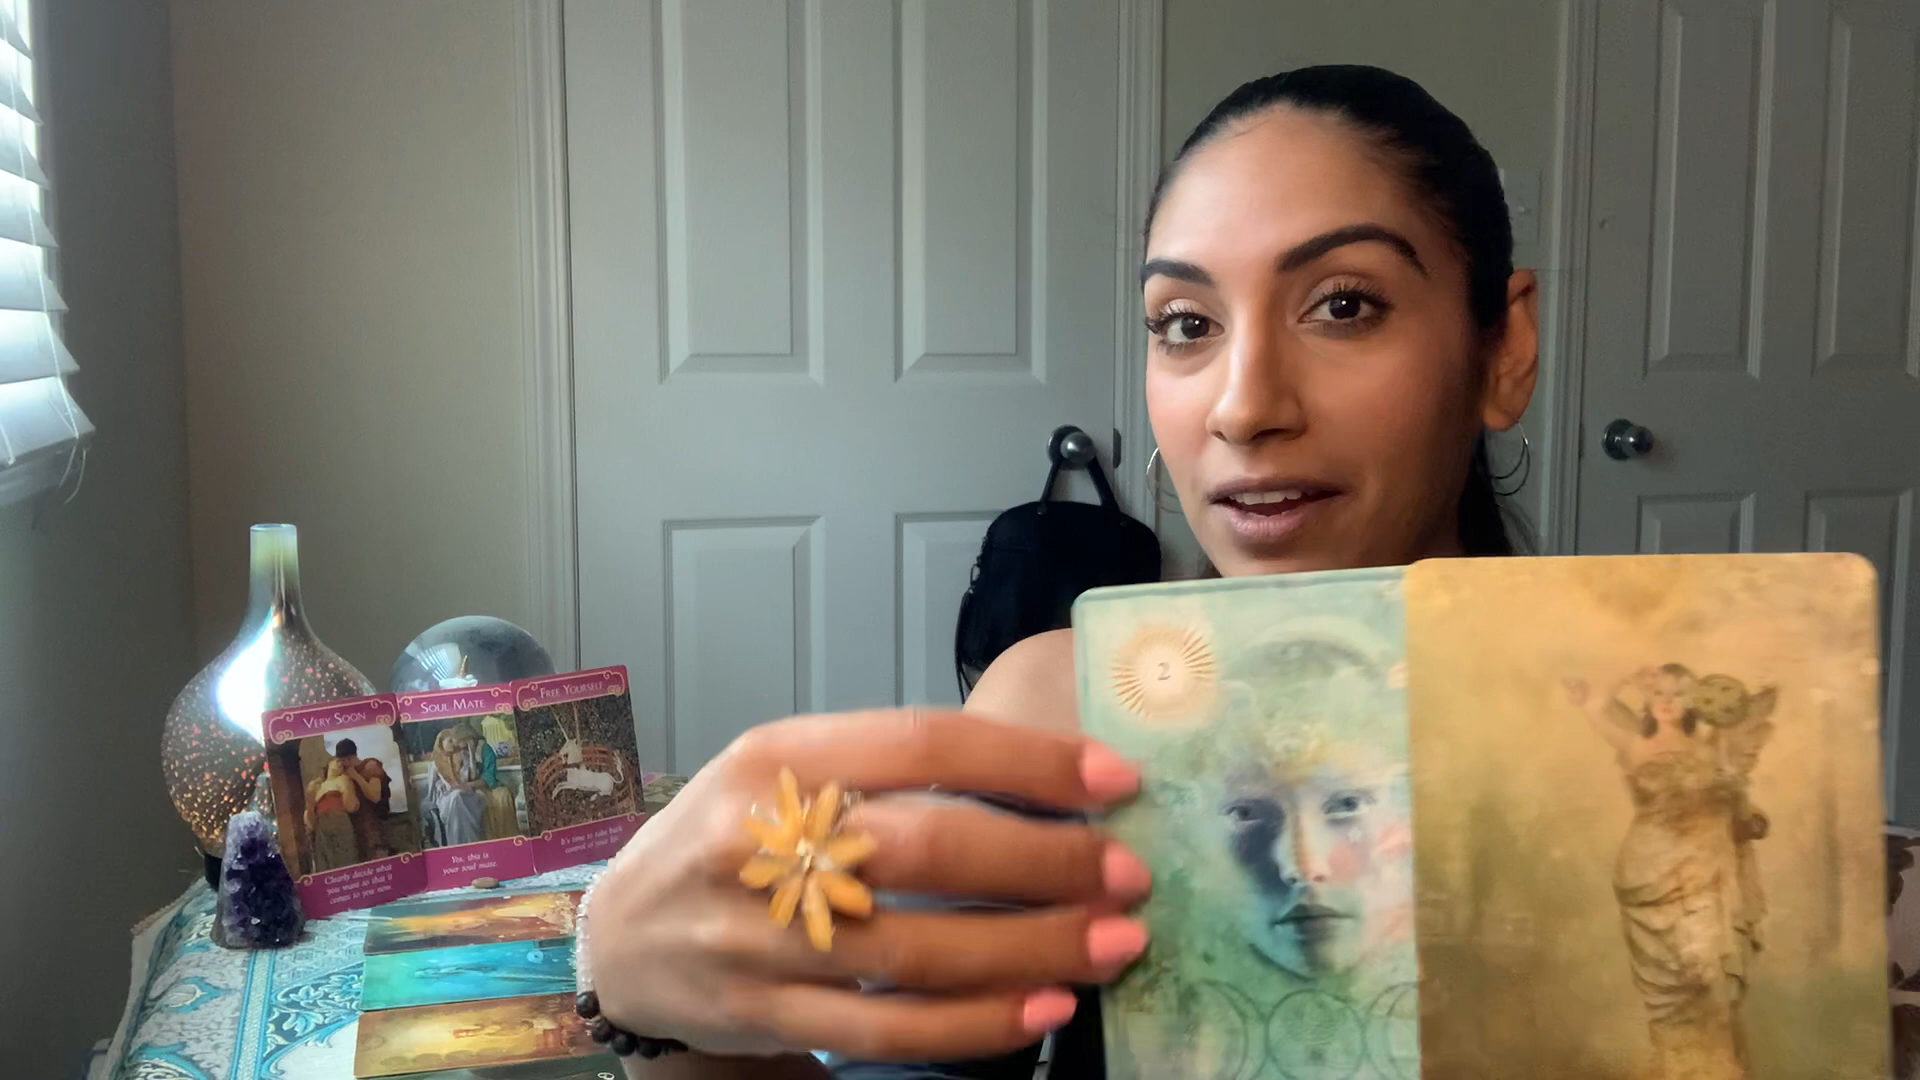 VERY SOON
Clearly decide what
you want so that it
comes to you now.
SOUL MATE
Yes, this is
your soul mate.
FREE YOURSELF
It's time to take back
control of your life.
2